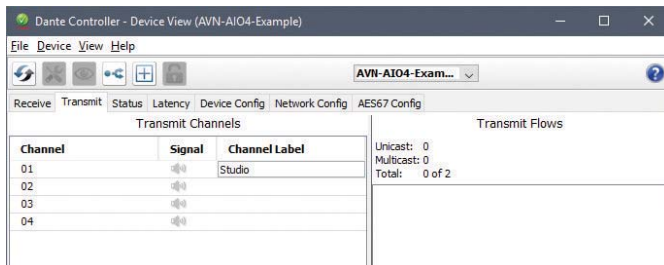 Dante Controller - Device View (AVN-AIO4-Example)
File Device View Help
AVN-AIO4-Exam...
Receive Transmit Status Latency Device Config Network Config AES67 Config
Transmit Channels
Transmit Flows
Channel Signal Channel Label
Unicast: 0
Multicast: 0
Total: 0 of 2
01 Studio
02
03
04